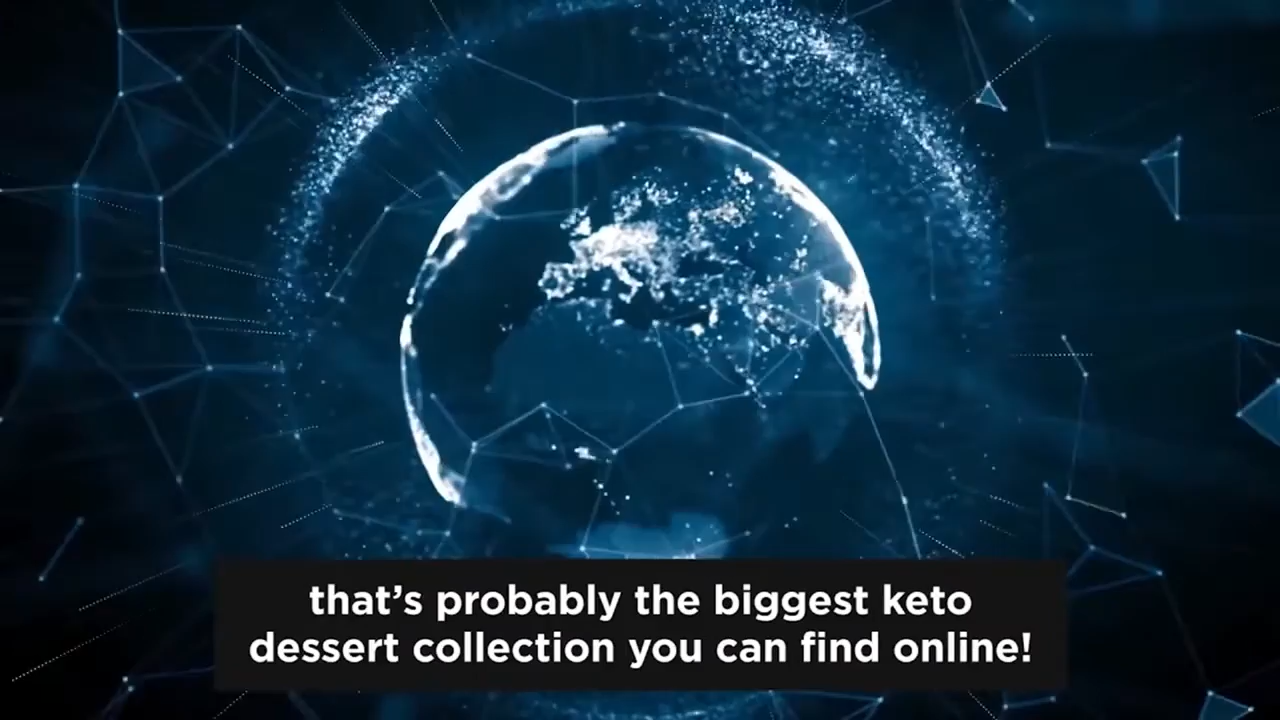 that’s probably the biggest keto
dessert collection you can find online!